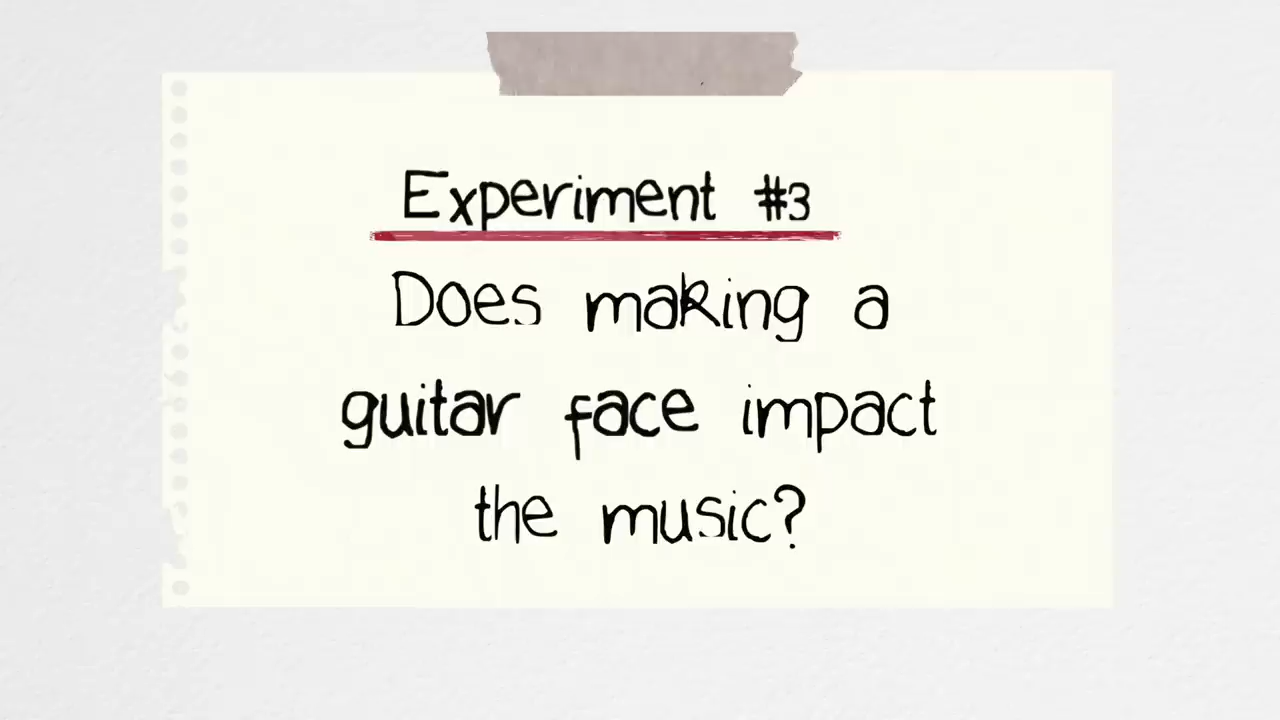 Experiment #3
Does making a
guitar face impact
the music?